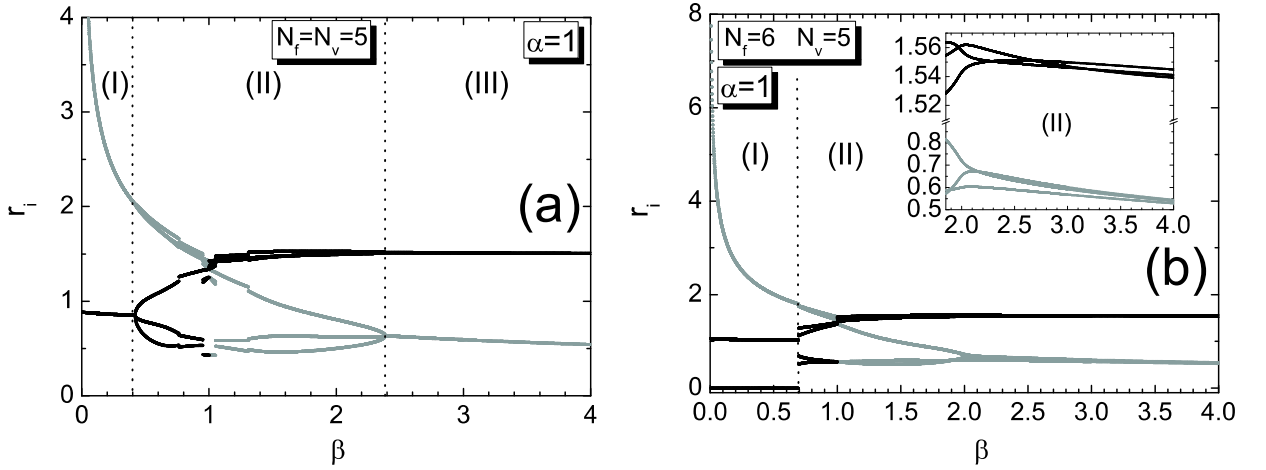 4
3
2
1
0
r_i
0
1
2
3
4
β
N_f=N_v=5
α=1
(I)
(II)
(III)
(a)
8
6
4
2
0
r_i
0.0
0.5
1.0
1.5
2.0
2.5
3.0
3.5
4.0
β
N_f=6 N_v=5
α=1
(I)
(II)
(b)
1.56
1.54
1.52
0.8
0.7
0.6
0.5
2.0
2.5
3.0
3.5
4.0
(II)